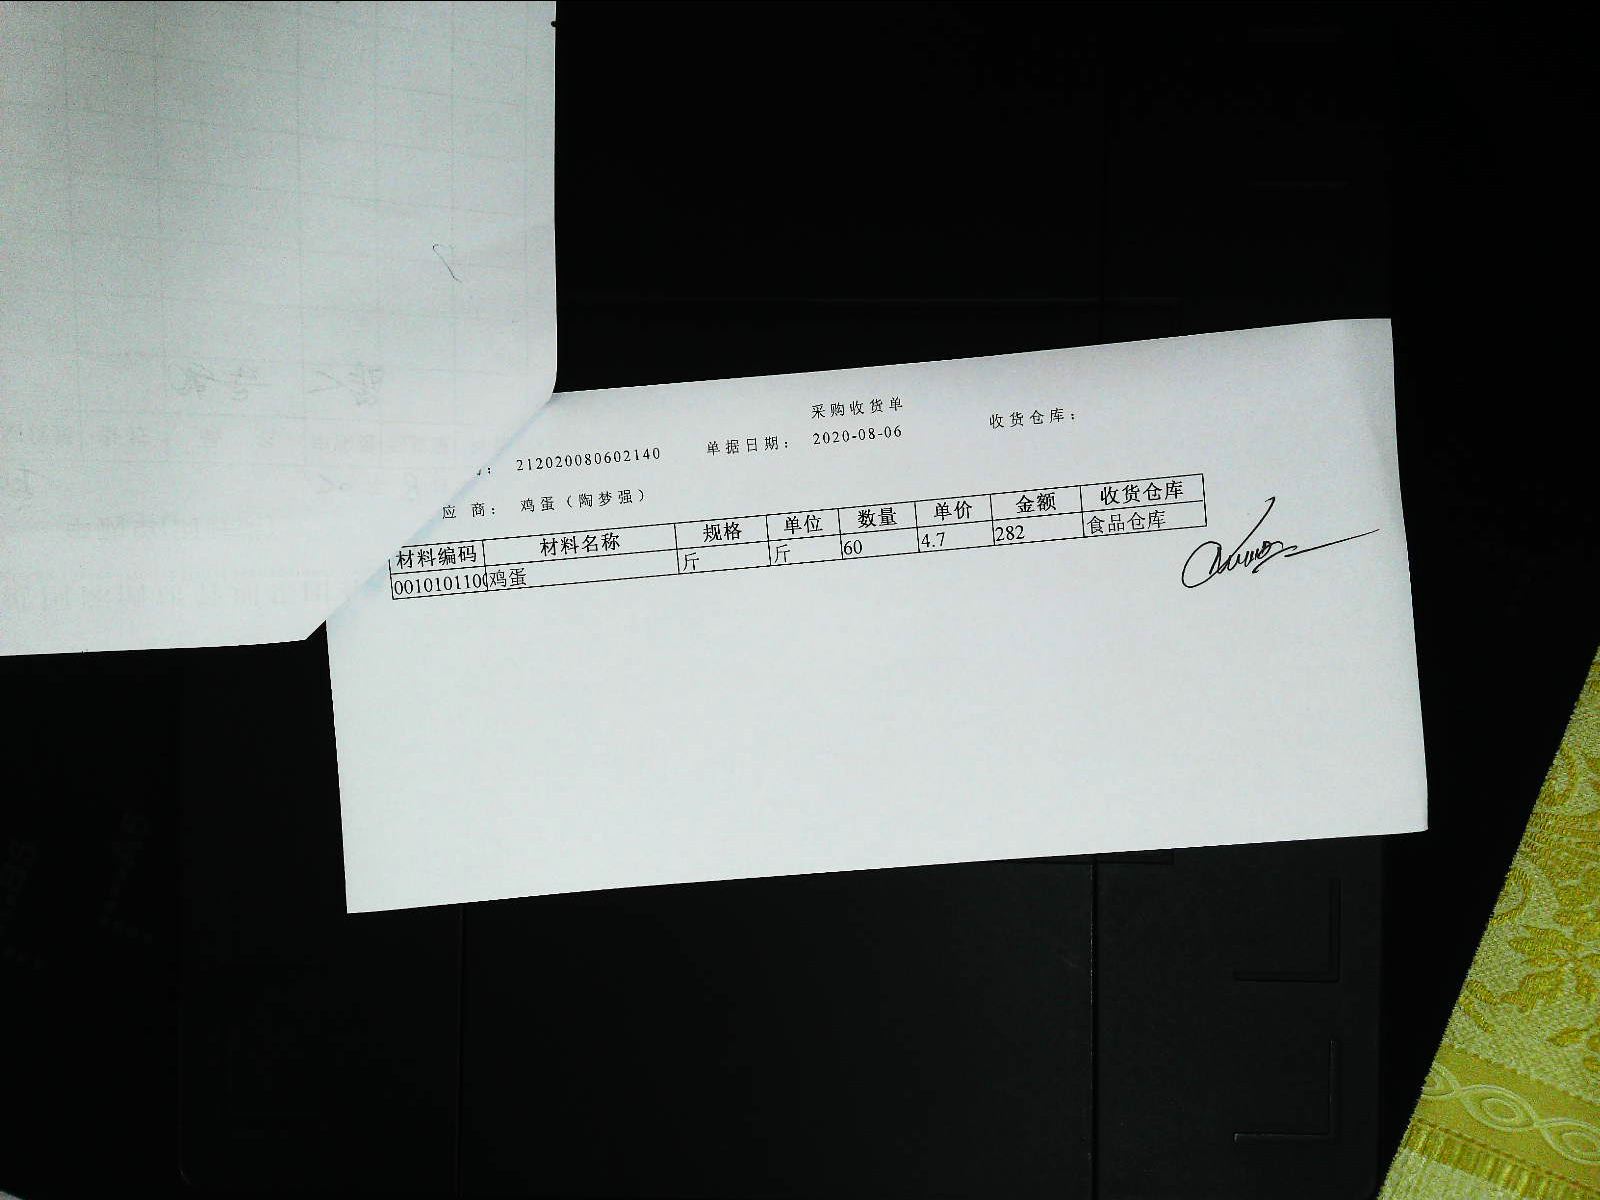 采购收货单
： 212020080602140 单据日期： 2020-08-06 收货仓库：
应商： 鸡蛋（陶梦强）
材料编码 材料名称 规格 单位 数量 单价 金额 收货仓库
0010101100 鸡蛋 斤 斤 60 4.7 282 食品仓库